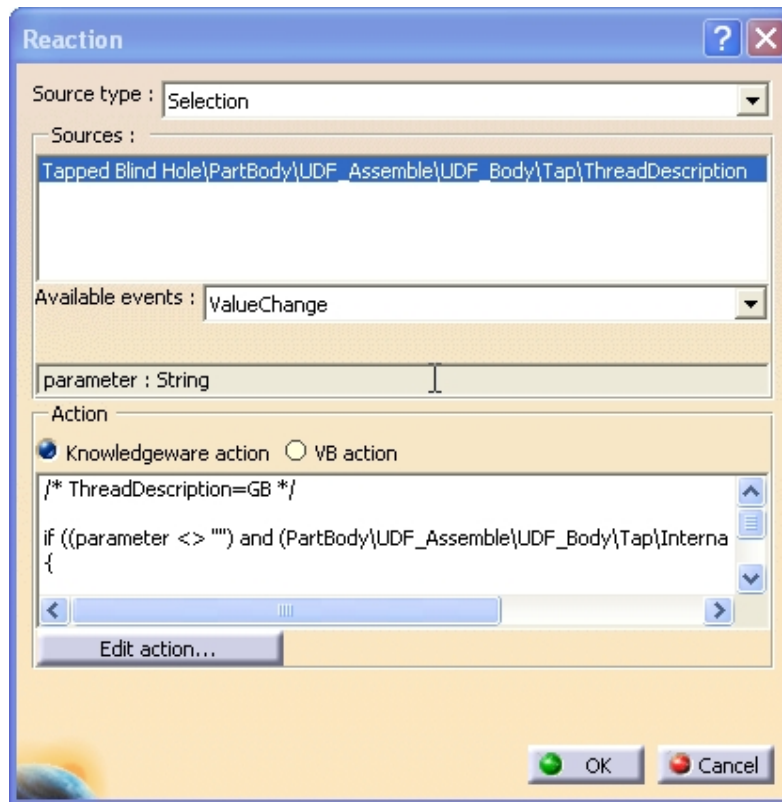 Reaction
Source type : Selection
Sources :
Tapped Blind Hole\PartBody\UDF_Assemble\UDF_Body\Tap\ThreadDescription
Available events : ValueChange
parameter : String
Action
Knowledgeware action VB action
/* ThreadDescription=GB */
if ((parameter <> "") and (PartBody\UDF_Assemble\UDF_Body\Tap\Interna
{
Edit action...
OK Cancel